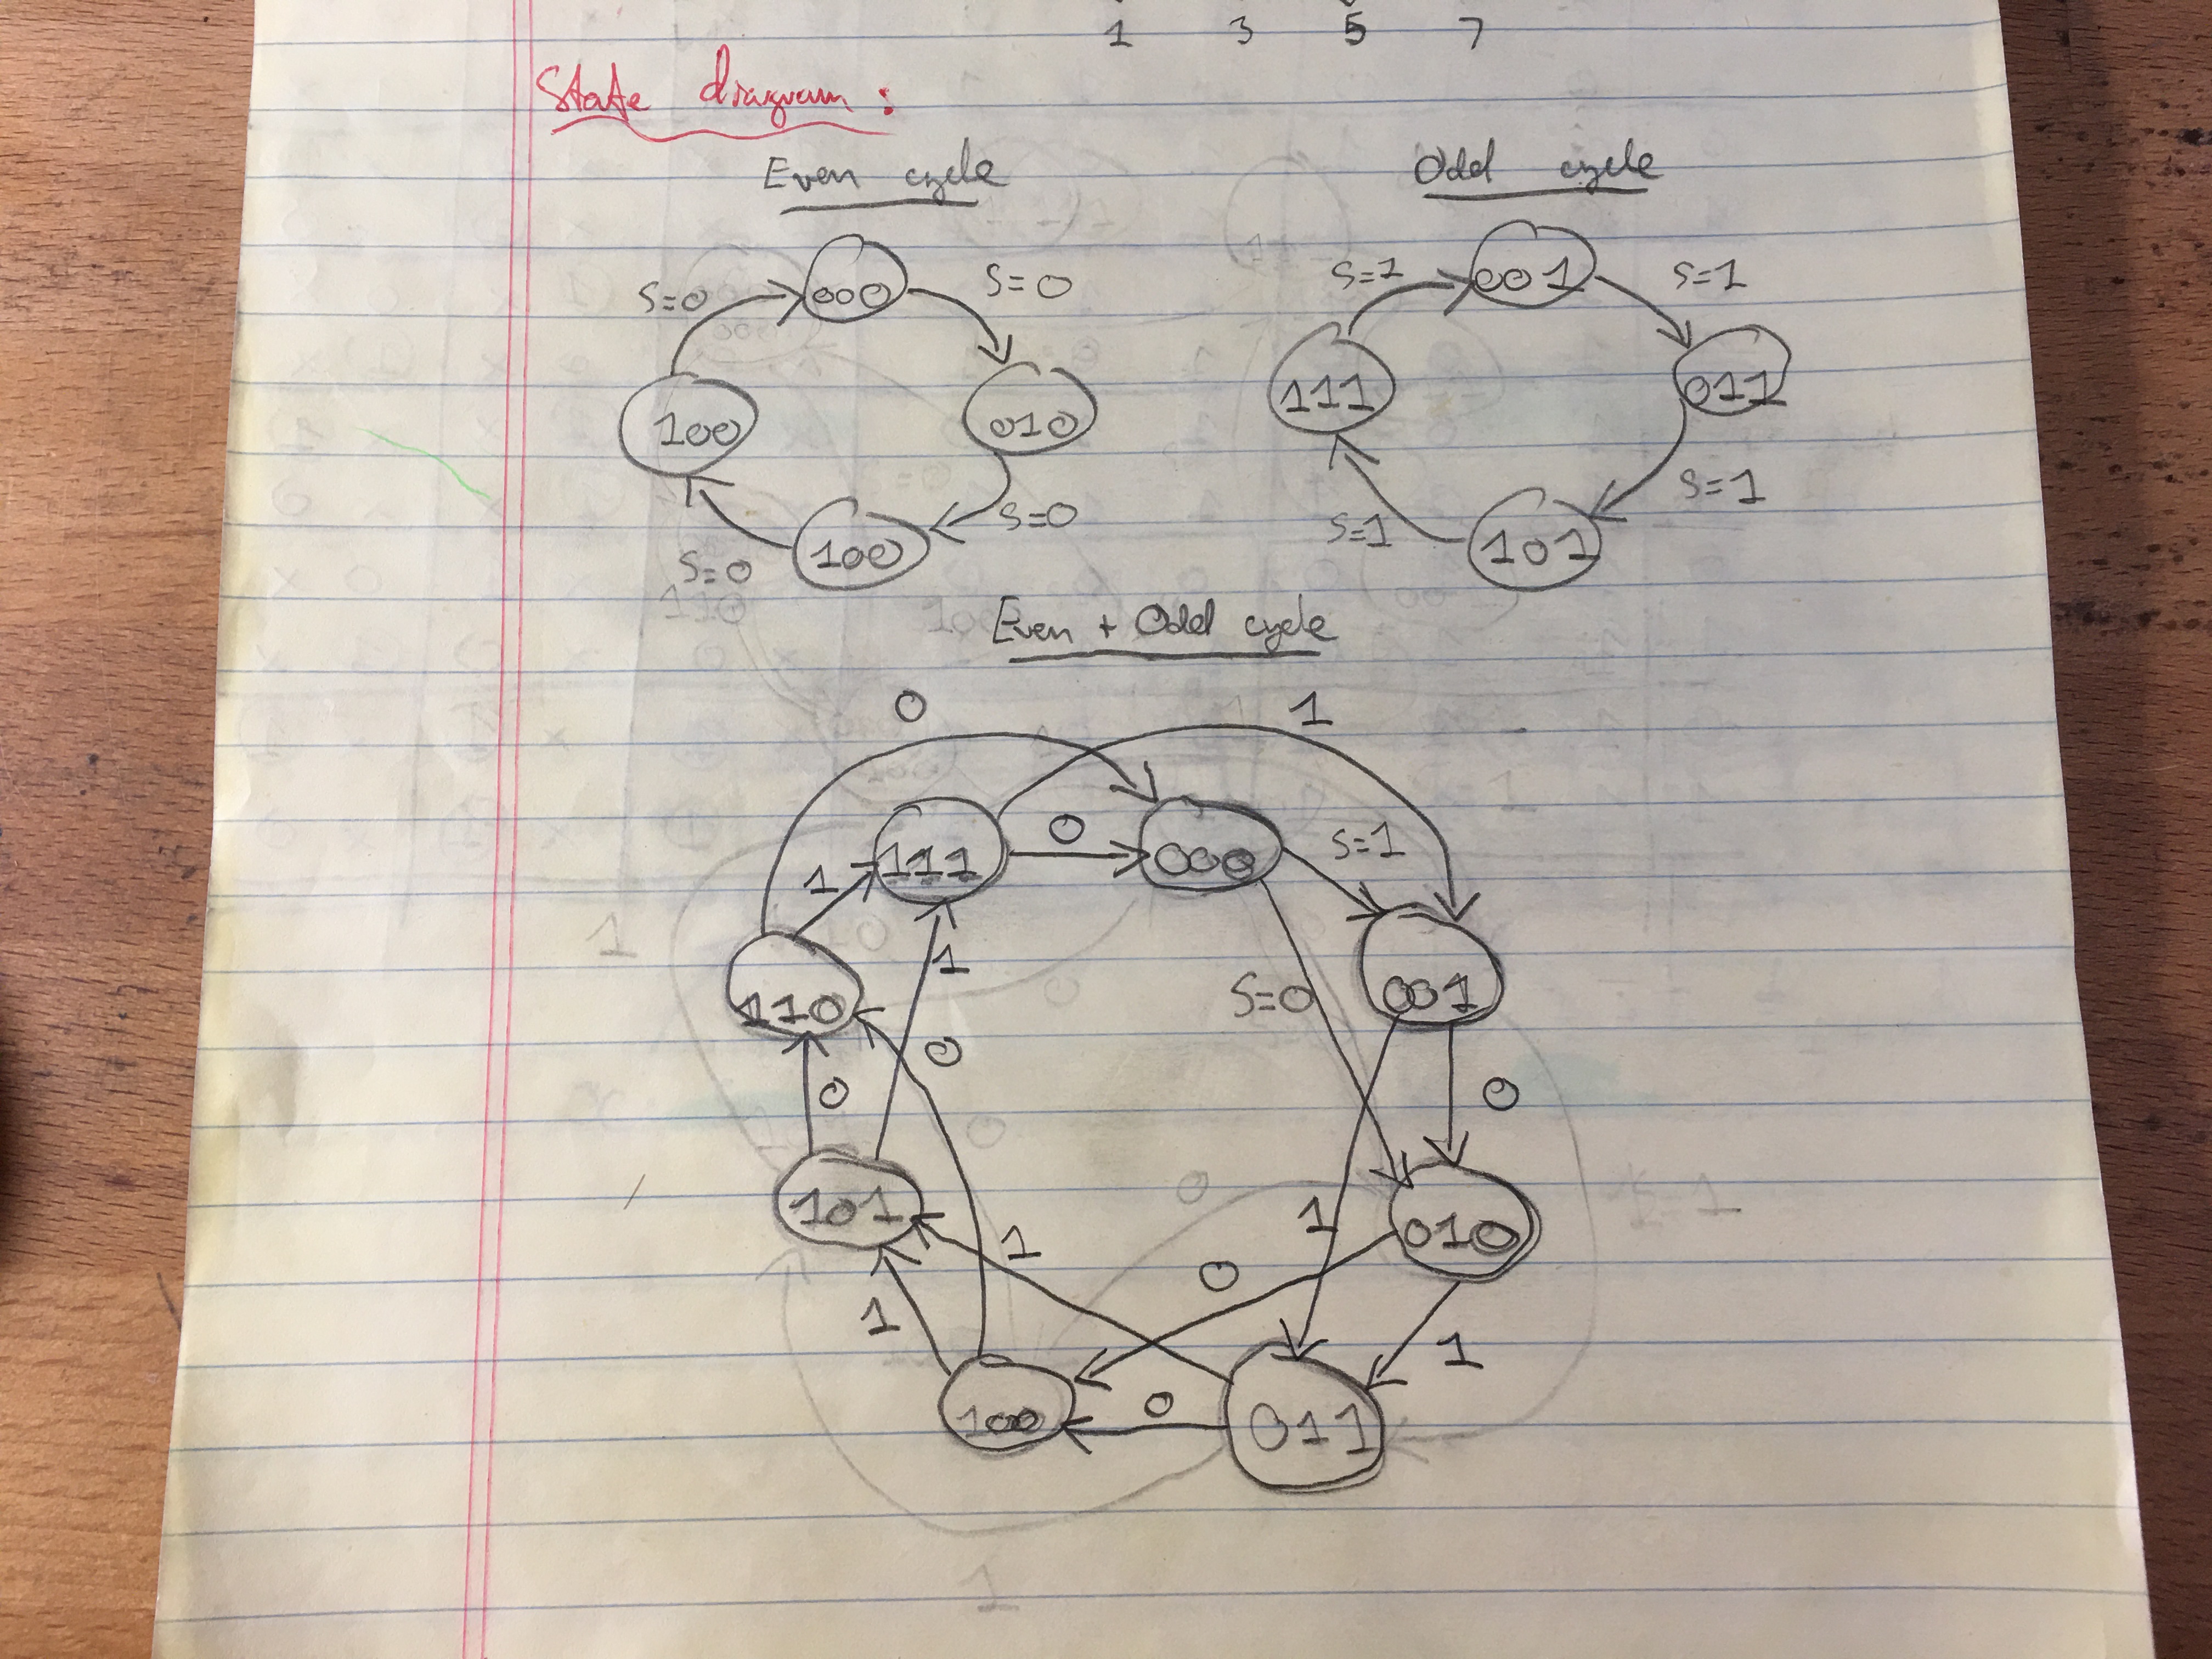 1 3 5 7
State diagram:
Even cycle Odd cycle
S=0 000 S=0 S=1 001 S=1
100 010 111 011
S=0 100 S=0 S=1 101 S=1
Even + Odd cycle
0 1
1 111 0 000 S=1
110 1 S=0 001
0 0 0
101 1 1 010
1 0 1
100 0 011